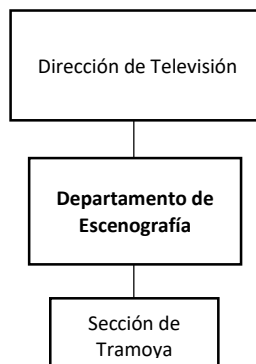 Dirección de Televisión
Departamento de
Escenografía
Sección de
Tramoya